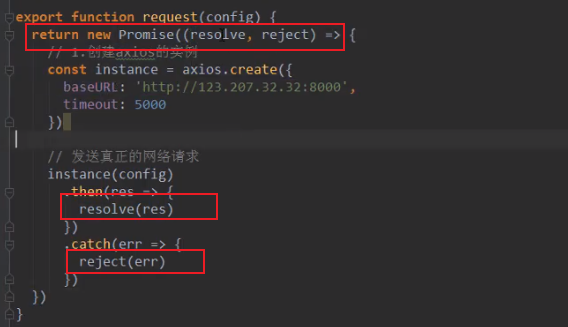 export function request(config) {
return new Promise((resolve, reject) => {
// 1.创建axios的实例
const instance = axios.create({
baseURL: 'http://123.207.32.32:8000',
timeout: 5000
})
// 发送真正的网络请求
instance(config)
.then(res => {
resolve(res)
})
.catch(err => {
reject(err)
})
})
}